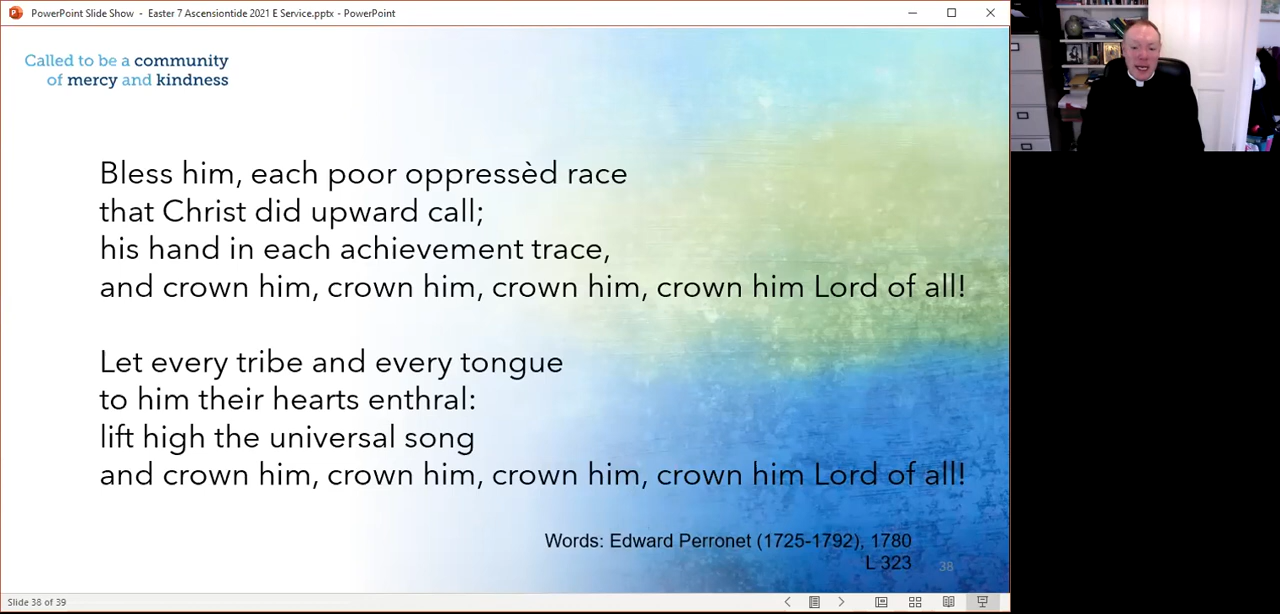 PowerPoint Slide Show - Easter 7 Ascensiontide 2021 E Service.pptx - PowerPoint
Called to be a community
of mercy and kindness
Bless him, each poor oppressèd race
that Christ did upward call;
his hand in each achievement trace,
and crown him, crown him, crown him, crown him Lord of all!
Let every tribe and every tongue
to him their hearts enthral:
lift high the universal song
and crown him, crown him, crown him, crown him Lord of all!
Words: Edward Perronet (1725-1792), 1780
L 323
38
Slide 38 of 39